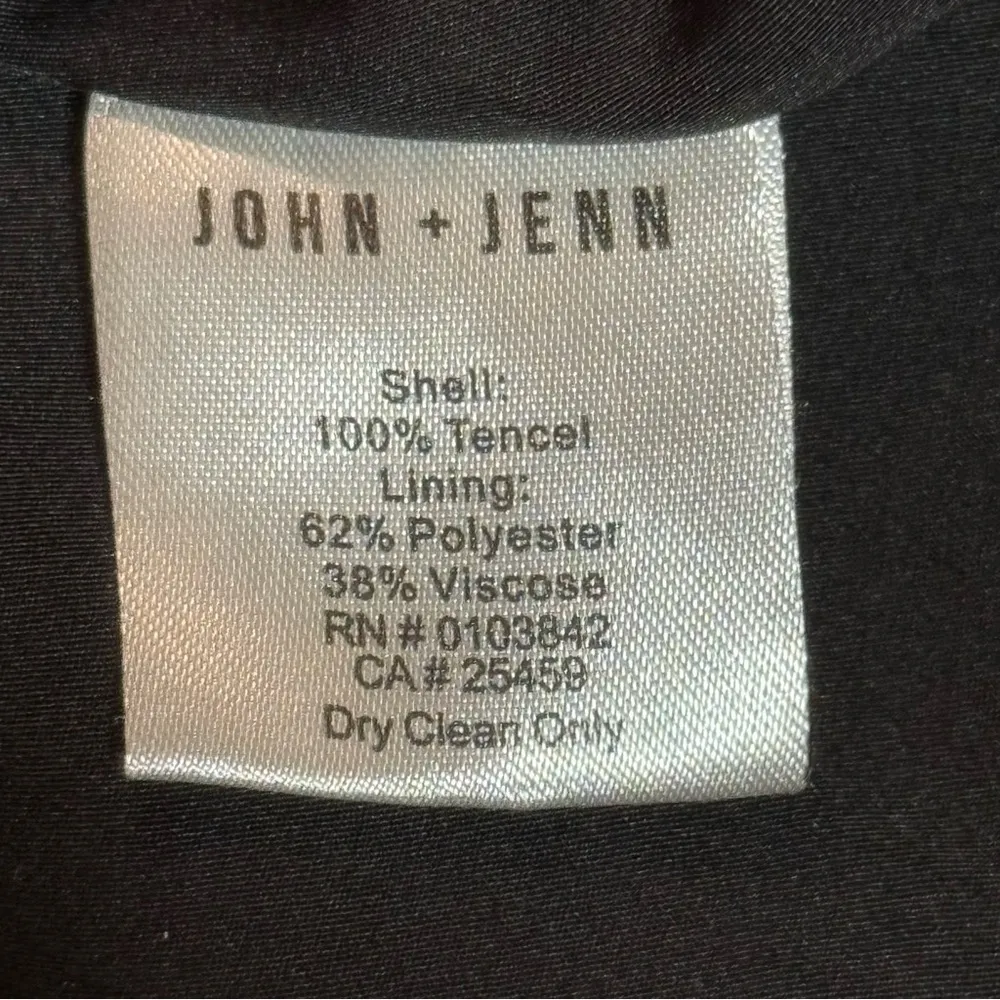 JOHN + JENN
Shell:
100% Tencel
Lining:
62% Polyester
38% Viscose
RN # 0103842
CA # 25459
Dry Clean Only